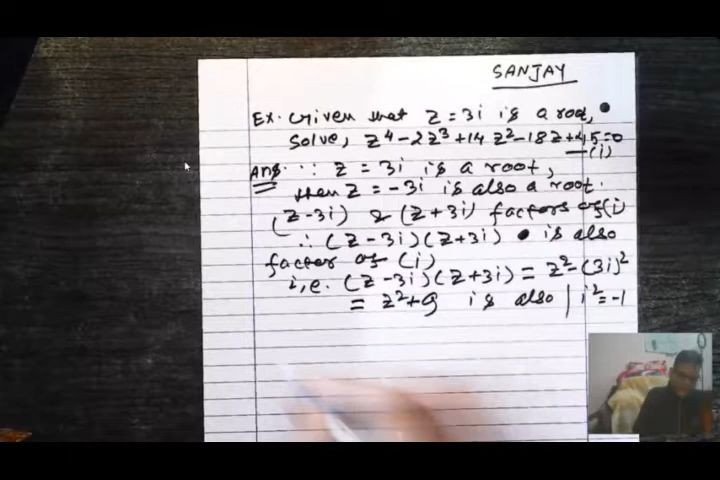 SANJAY
Ex. Given that z = 3i is a root,
Solve, z⁴-2z³+14z²-18z+45=0
—(i)
Ans ∵ z = 3i is a root,
then z = -3i is also a root.
(z-3i) & (z+3i) factors of (i)
∴ (z-3i)(z+3i) is also
factor of (i)
i.e. (z-3i)(z+3i) = z²-(3i)²
= z²+9 is also | i²=-1